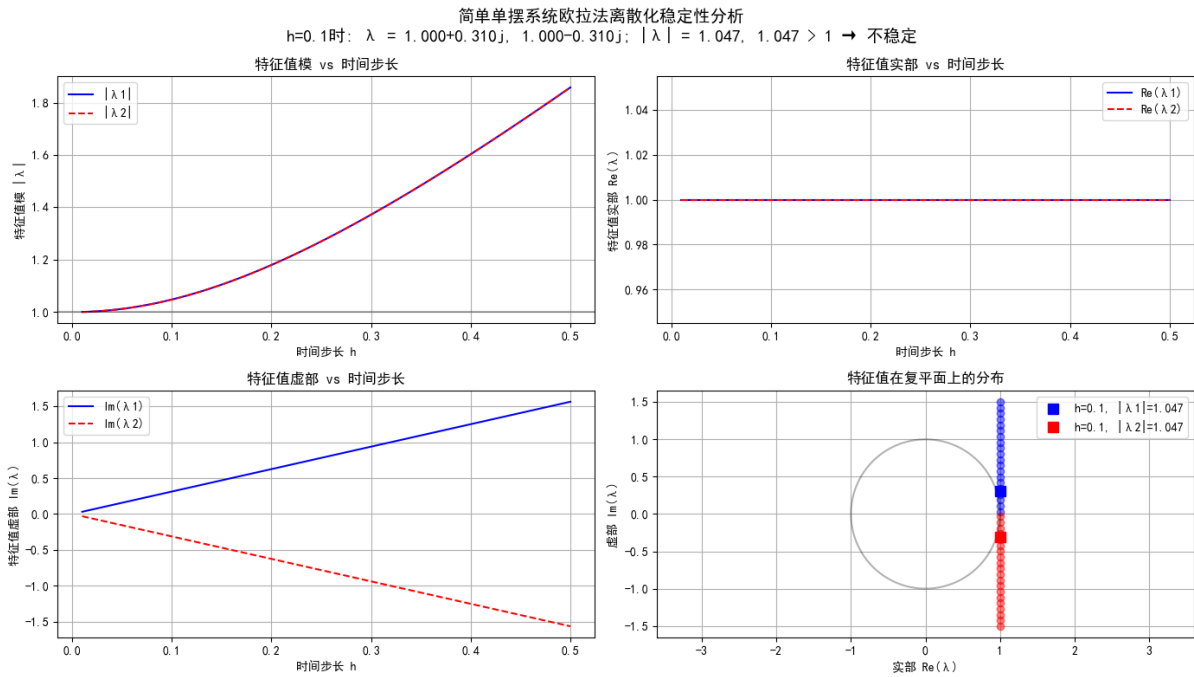 简单单摆系统欧拉法离散化稳定性分析
h=0.1时: λ = 1.000+0.310j, 1.000-0.310j; |λ| = 1.047, 1.047 > 1 → 不稳定
特征值模 vs 时间步长
|λ1|
|λ2|
特征值模 |λ|
1.8
1.6
1.4
1.2
1.0
0.0
0.1
0.2
0.3
0.4
0.5
时间步长 h
特征值实部 vs 时间步长
Re(λ1)
Re(λ2)
特征值实部 Re(λ)
1.04
1.02
1.00
0.98
0.96
0.0
0.1
0.2
0.3
0.4
0.5
时间步长 h
特征值虚部 vs 时间步长
Im(λ1)
Im(λ2)
特征值虚部 Im(λ)
1.5
1.0
0.5
0.0
-0.5
-1.0
-1.5
0.0
0.1
0.2
0.3
0.4
0.5
时间步长 h
特征值在复平面上的分布
h=0.1, |λ1|=1.047
h=0.1, |λ2|=1.047
虚部 Im(λ)
1.5
1.0
0.5
0.0
-0.5
-1.0
-1.5
-3
-2
-1
0
1
2
3
实部 Re(λ)